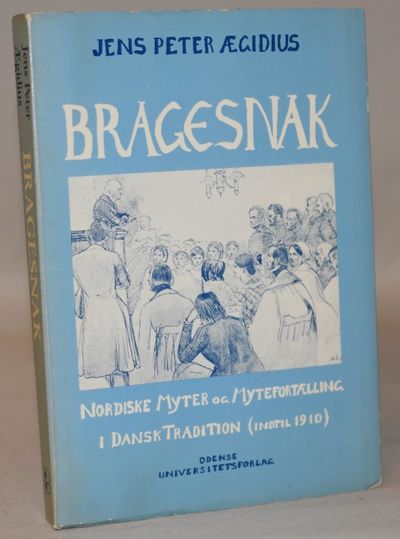 JENS PETER ÆGIDIUS
BRAGESNAK
NORDISKE MYTER OG MYTEFORTÆLLING
I DANSK TRADITION (INDTIL 1910)
ODENSE
UNIVERSITETSFORLAG
Jens Peter
Ægidius
BRAGESNAK